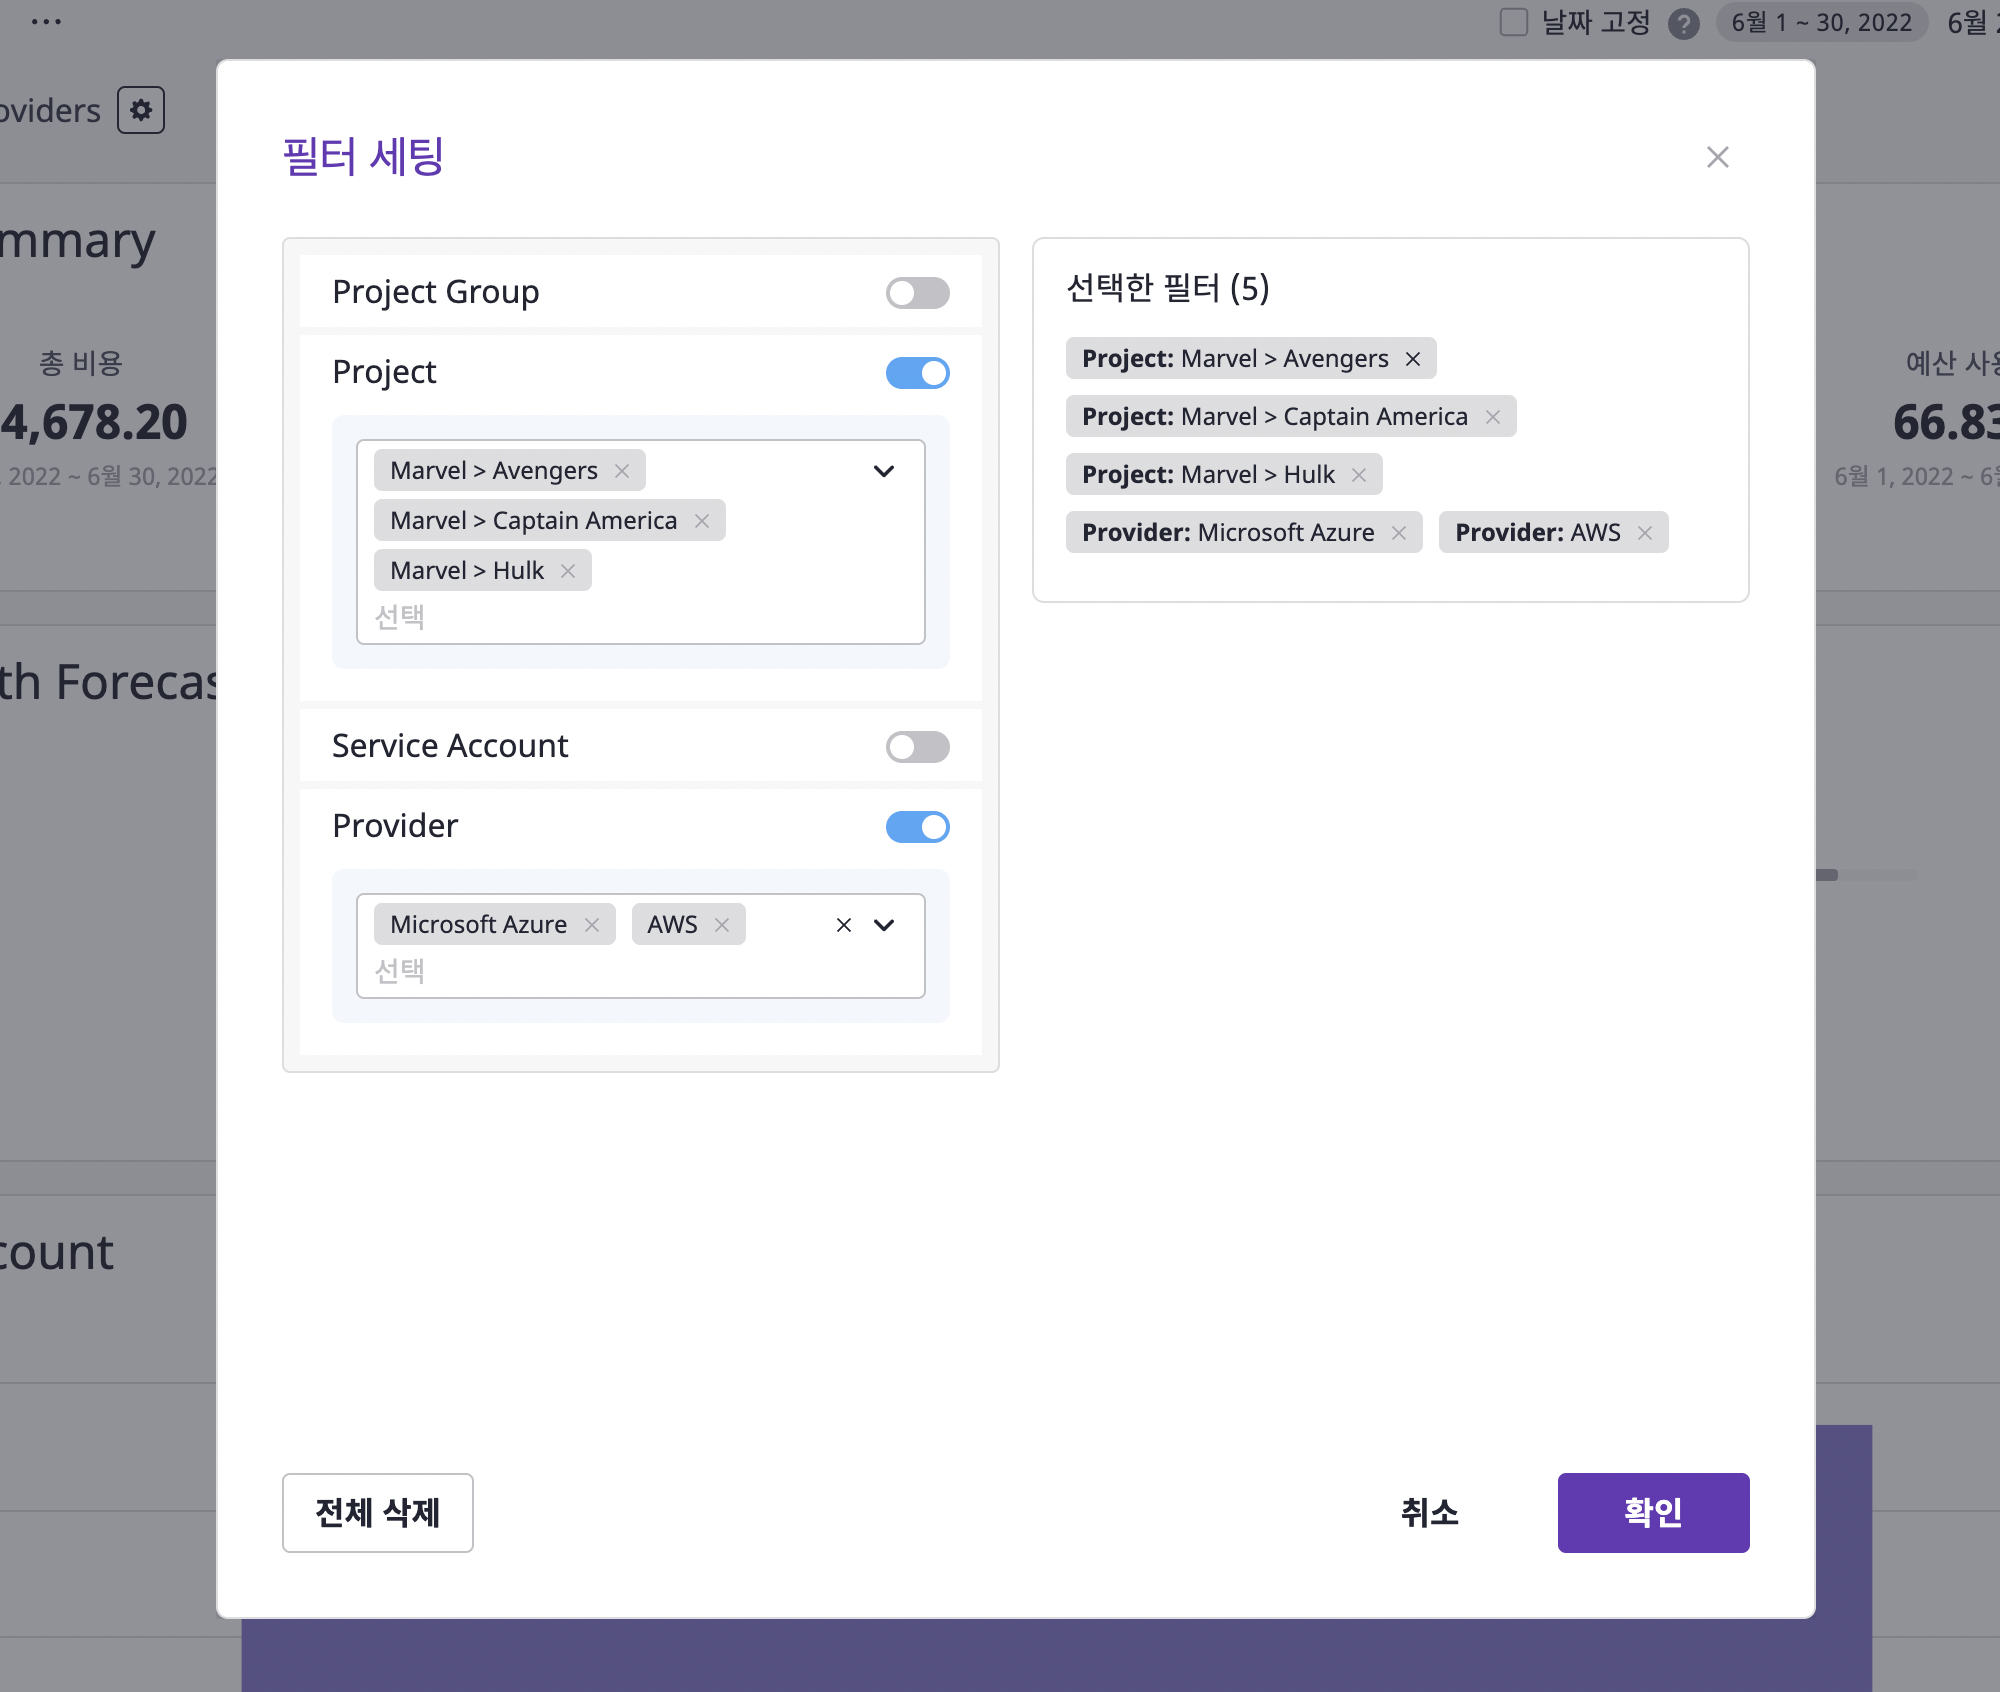 ...
날짜 고정 ? 6월 1 ~ 30, 2022 6월
oviders
필터 세팅
mmary
Project Group
선택한 필터 (5)
Project
Project: Marvel > Avengers
Project: Marvel > Captain America
Project: Marvel > Hulk
Provider: Microsoft Azure Provider: AWS
Marvel > Avengers
Marvel > Captain America
Marvel > Hulk
선택
총 비용
4,678.20
2022 ~ 6월 30, 2022
예산 사용
66.83
6월 1, 2022 ~ 6월
th Forecas
Service Account
Provider
Microsoft Azure AWS
선택
count
전체 삭제
취소
확인